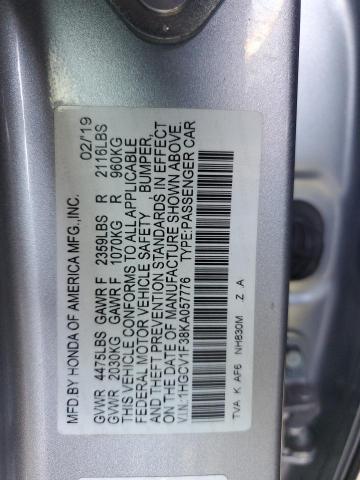 MFD.BY HONDA OF AMERICA MFG.,INC. 02/19
GVWR 4475LBS GAWR F 2359LBS R 2116LBS
GVWR 2030KG GAWR F 1070KG R 960KG
THIS VEHICLE CONFORMS TO ALL APPLICABLE
FEDERAL MOTOR VEHICLE SAFETY BUMPER,
AND THEFT PREVENTION STANDARDS IN EFFECT
ON THE DATE OF MANUFACTURE SHOWN ABOVE.
V.I.N.:1HGCV1F38KA057776 TYPE:PASSENGER CAR
TVA K AF6 NH830M Z A